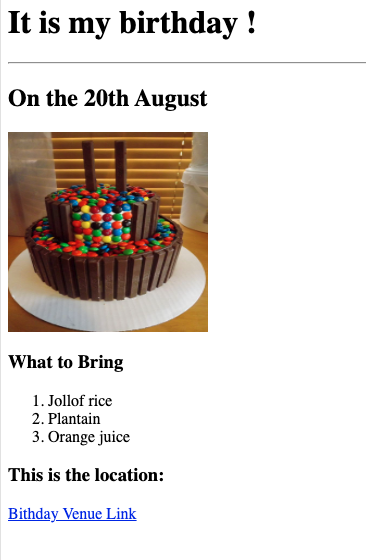 It is my birthday !
On the 20th August
What to Bring
1. Jollof rice
2. Plantain
3. Orange juice
This is the location:
Bithday Venue Link